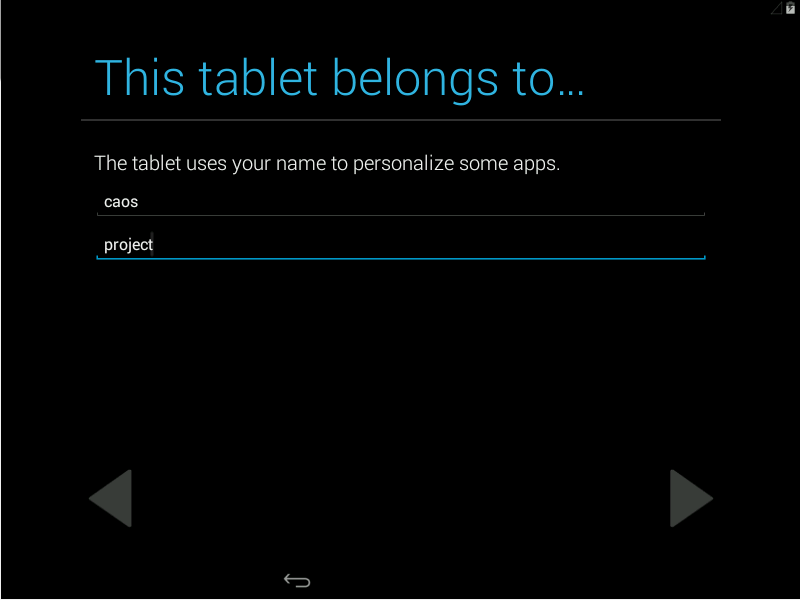 This tablet belongs to...
The tablet uses your name to personalize some apps.
caos
project